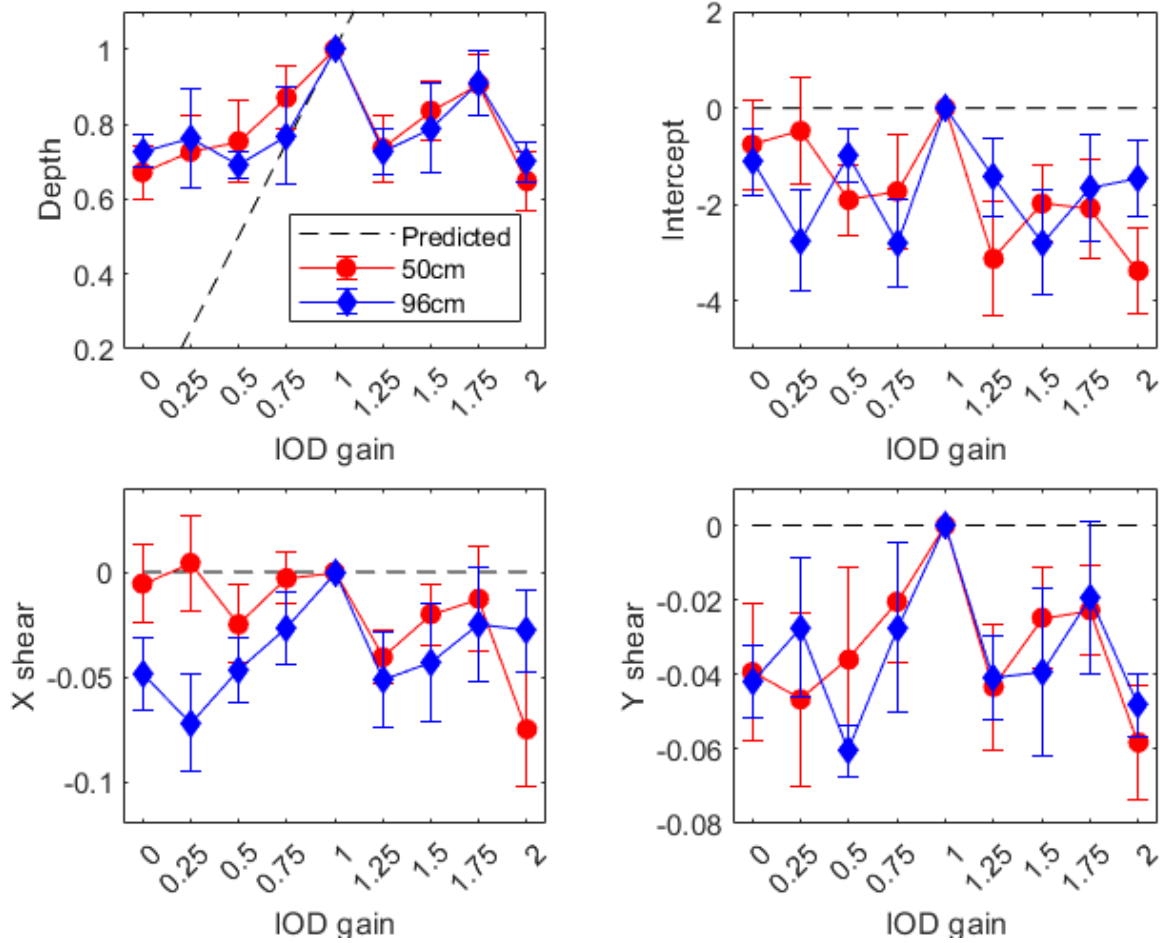 Depth
1
0.8
0.6
0.4
0.2
Predicted
50cm
96cm
0 0.25 0.5 0.75 1 1.25 1.5 1.75 2
IOD gain
Intercept
2
0
-2
-4
0 0.25 0.5 0.75 1 1.25 1.5 1.75 2
IOD gain
X shear
0
-0.05
-0.1
0 0.25 0.5 0.75 1 1.25 1.5 1.75 2
IOD gain
Y shear
0
-0.02
-0.04
-0.06
-0.08
0 0.25 0.5 0.75 1 1.25 1.5 1.75 2
IOD gain